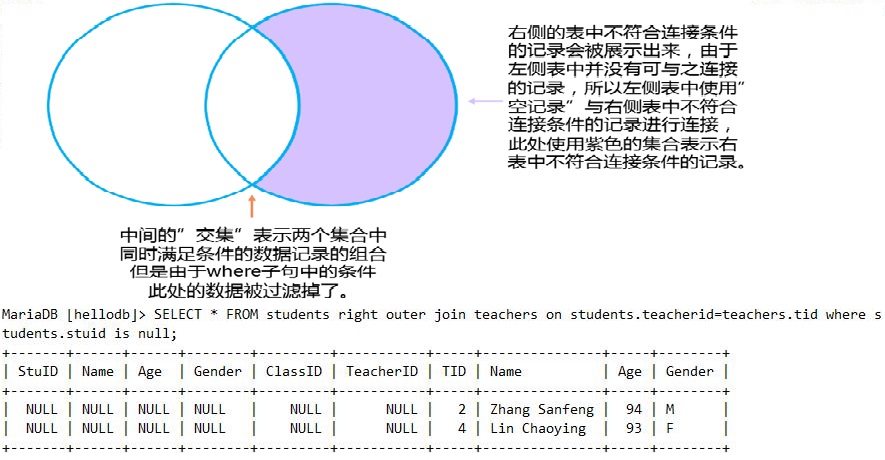 右侧的表中不符合连接条件
的记录会被展示出来，由于
左侧表中并没有可与之连接
的记录，所以左侧表中使用”
空记录”与右侧表中不符合
连接条件的记录进行连接，
此处使用紫色的集合表示右
表中不符合连接条件的记录。
中间的”交集”表示两个集合中
同时满足条件的数据记录的组合
但是由于where子句中的条件
此处的数据被过滤掉了。
MariaDB [hellodb]> SELECT * FROM students right outer join teachers on students.teacherid=teachers.tid where s
tudents.stuid is null;
+-------+------+------+--------+---------+-----------+-----+---------------+-----+--------+
| StuID | Name | Age | Gender | ClassID | TeacherID | TID | Name | Age | Gender |
+-------+------+------+--------+---------+-----------+-----+---------------+-----+--------+
| NULL | NULL | NULL | NULL | NULL | NULL | 2 | Zhang Sanfeng | 94 | M |
| NULL | NULL | NULL | NULL | NULL | NULL | 4 | Lin Chaoying | 93 | F |
+-------+------+------+--------+---------+-----------+-----+---------------+-----+--------+